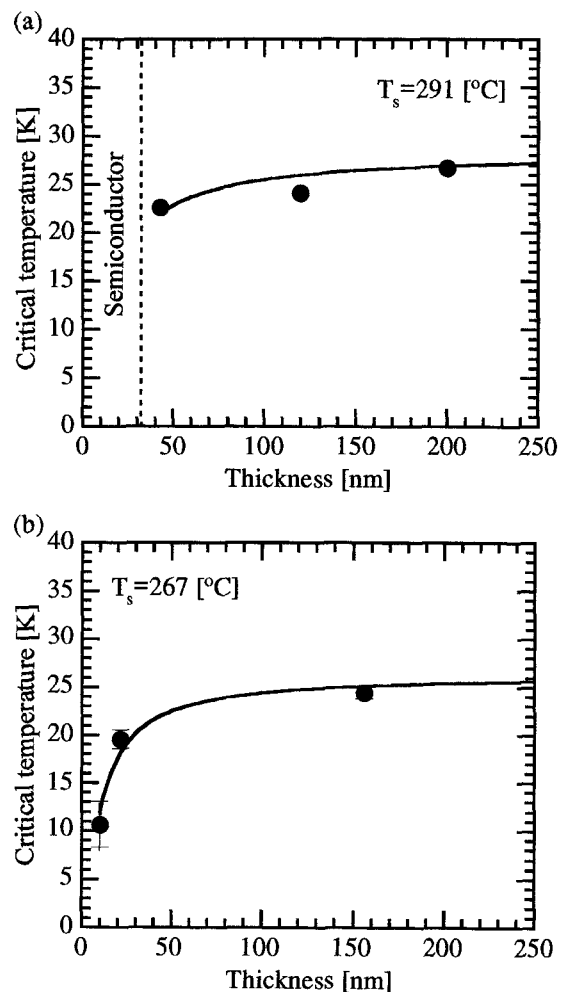 (a)
40
35
30
25
20
15
10
5
0
Critical temperature [K]
Semiconductor
Tₛ=291 [°C]
0 50 100 150 200 250
Thickness [nm]
(b)
40
35
30
25
20
15
10
5
0
Critical temperature [K]
Tₛ=267 [°C]
0 50 100 150 200 250
Thickness [nm]